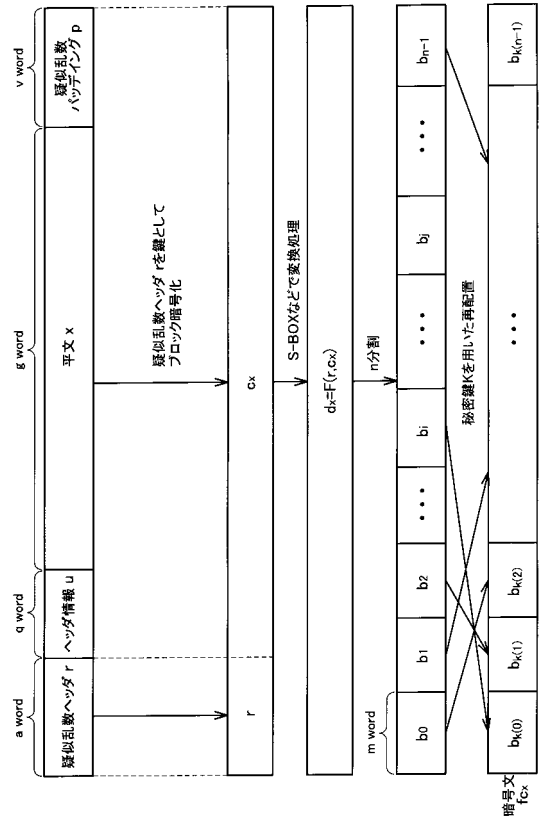 a word
q word
g word
v word
疑似乱数ヘッダ r
ヘッダ情報 u
平文 x
疑似乱数
パッデイング p
疑似乱数ヘッダ rを鍵として
ブロック暗号化
r
cx
S-BOXなどで変換処理
dx=F(r,cx)
n分割
m word
b0
b1
b2
•••
bi
•••
bj
•••
bn-1
秘密鍵Kを用いた再配置
暗号文
fcx
bk(0)
bk(1)
bk(2)
•••
bk(n-1)